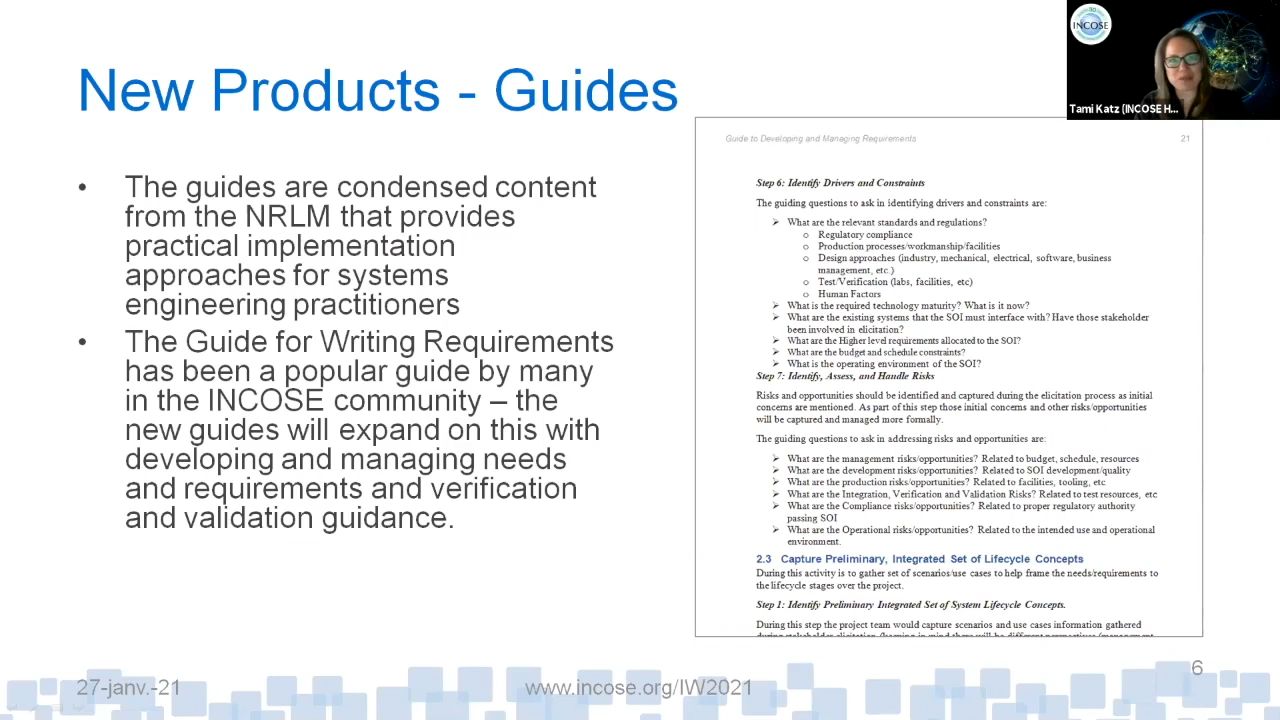 INCOSE
Tami Katz (INCOSE H...
New Products - Guides
• The guides are condensed content
from the NRLM that provides
practical implementation
approaches for systems
engineering practitioners
• The Guide for Writing Requirements
has been a popular guide by many
in the INCOSE community – the
new guides will expand on this with
developing and managing needs
and requirements and verification
and validation guidance.
Guide to Developing and Managing Requirements 21
Step 6: Identify Drivers and Constraints
The guiding questions to ask in identifying drivers and constraints are:
➢ What are the relevant standards and regulations?
o Regulatory compliance
o Production processes/workmanship/facilities
o Design approaches (industry, mechanical, electrical, software, business
management, etc.)
o Test/Verification (labs, facilities, etc)
o Human Factors
➢ What is the required technology maturity? What is it now?
➢ What are the existing systems that the SOI must interface with? Have those stakeholder
been involved in elicitation?
➢ What are the Higher level requirements allocated to the SOI?
➢ What are the budget and schedule constraints?
➢ What is the operating environment of the SOI?
Step 7: Identify, Assess, and Handle Risks
Risks and opportunities should be identified and captured during the elicitation process as initial
concerns are mentioned. As part of this step those initial concerns and other risks/opportunities
will be captured and managed more formally.
The guiding questions to ask in addressing risks and opportunities are:
➢ What are the management risks/opportunities? Related to budget, schedule, resources
➢ What are the development risks/opportunities? Related to SOI development/quality
➢ What are the production risks/opportunities? Related to facilities, tooling, etc
➢ What are the Integration, Verification and Validation Risks? Related to test resources, etc
➢ What are the Compliance risks/opportunities? Related to proper regulatory authority
passing SOI
➢ What are the Operational risks/opportunities? Related to the intended use and operational
environment.
2.3 Capture Preliminary, Integrated Set of Lifecycle Concepts
During this activity is to gather set of scenarios/use cases to help frame the needs/requirements to
the lifecycle stages over the project.
Step 1: Identify Preliminary Integrated Set of System Lifecycle Concepts.
During this step the project team would capture scenarios and use cases information gathered
during stakeholder elicitation (keeping in mind there will be different perspectives (management
27-janv.-21
www.incose.org/IW2021
6